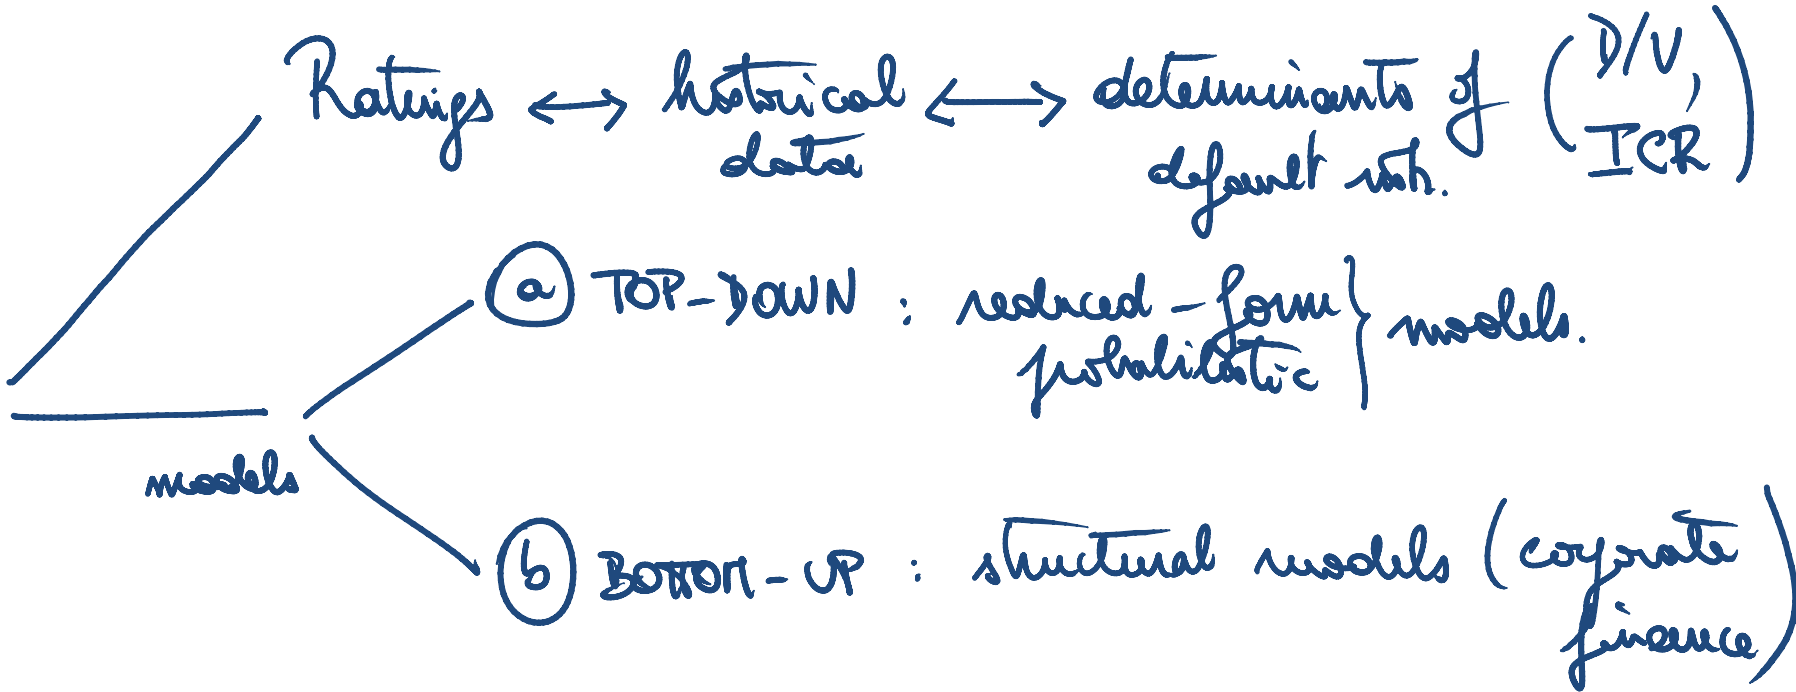 Ratings ↔ historical data ↔ determinants of default risk. (D/V, ICR)
ⓐ TOP-DOWN : reduced-form probabilistic } models.
models
ⓑ BOTTOM-UP : structural models (corporate finance)